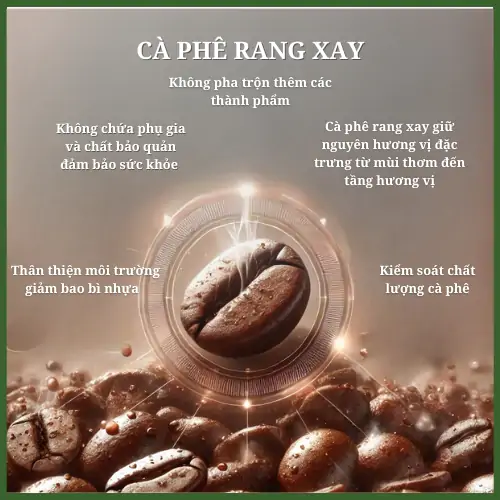 CÀ PHÊ RANG XAY
Không pha trộn thêm các
thành phẩm
Không chứa phụ gia
và chất bảo quản
đảm bảo sức khỏe
Cà phê rang xay giữ
nguyên hương vị đặc
trưng từ mùi thơm đến
tầng hương vị
Thân thiện môi trường
giảm bao bì nhựa
Kiểm soát chất
lượng cà phê